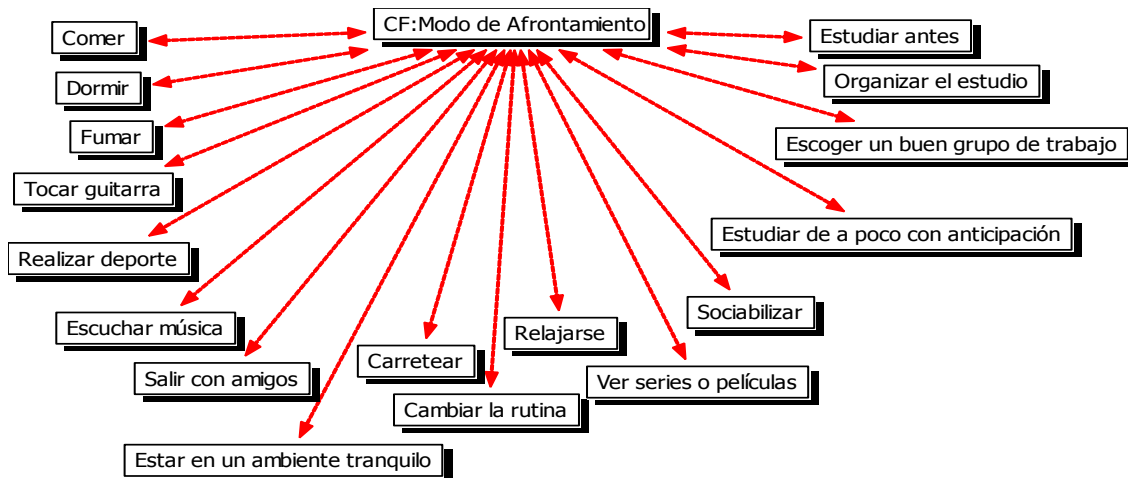 CF:Modo de Afrontamiento
Comer
Estudiar antes
Dormir
Organizar el estudio
Fumar
Escoger un buen grupo de trabajo
Tocar guitarra
Estudiar de a poco con anticipación
Realizar deporte
Sociabilizar
Escuchar música
Relajarse
Carretear
Salir con amigos
Ver series o películas
Cambiar la rutina
Estar en un ambiente tranquilo